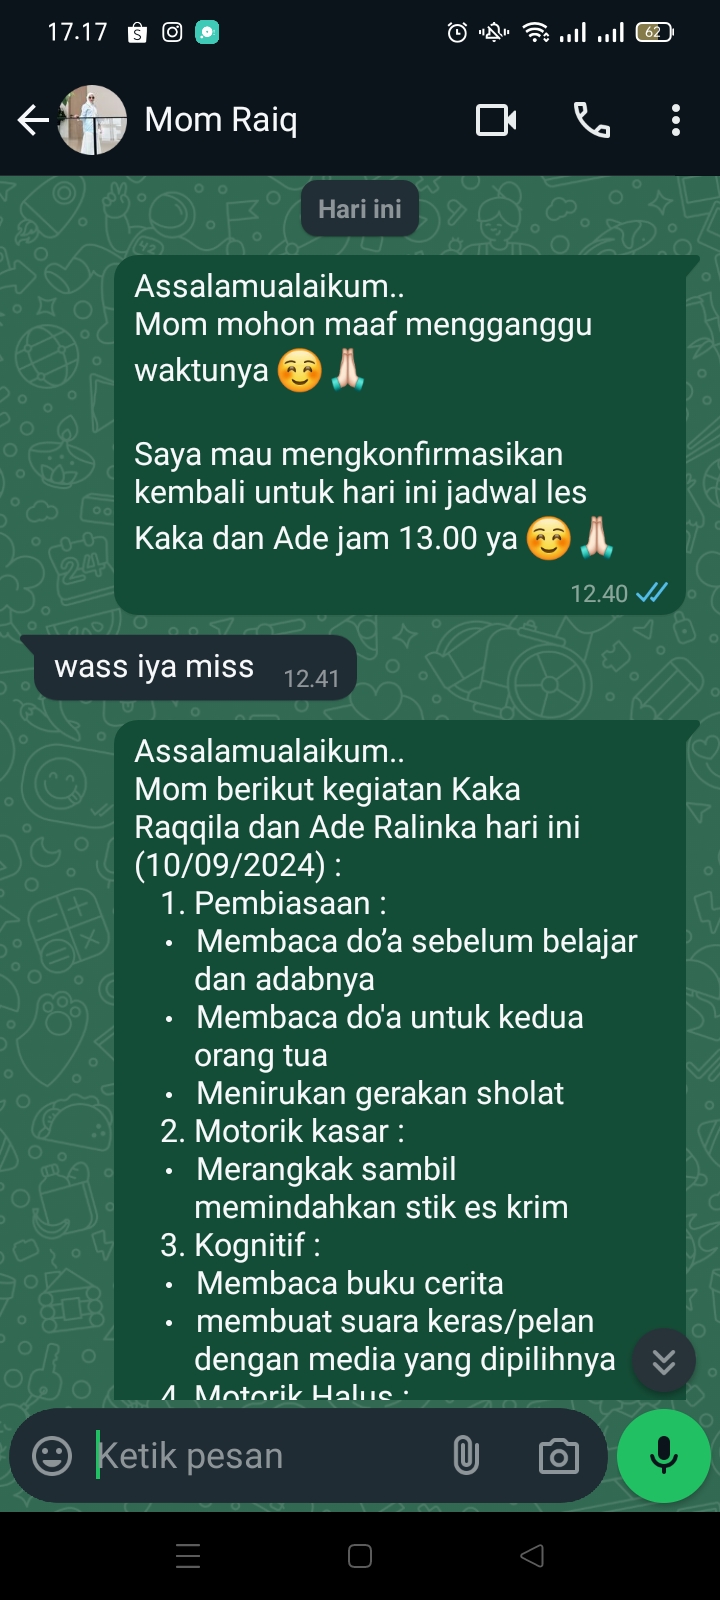 17.17
62
Mom Raiq
Hari ini
Assalamualaikum..
Mom mohon maaf mengganggu
waktunya ☺️🙏🏻
Saya mau mengkonfirmasikan
kembali untuk hari ini jadwal les
Kaka dan Ade jam 13.00 ya ☺️🙏🏻
12.40
wass iya miss 12.41
Assalamualaikum..
Mom berikut kegiatan Kaka
Raqqila dan Ade Ralinka hari ini
(10/09/2024) :
1. Pembiasaan :
• Membaca do’a sebelum belajar
dan adabnya
• Membaca do'a untuk kedua
orang tua
• Menirukan gerakan sholat
2. Motorik kasar :
• Merangkak sambil
memindahkan stik es krim
3. Kognitif :
• Membaca buku cerita
• membuat suara keras/pelan
dengan media yang dipilihnya
4. Motorik Halus :
Ketik pesan